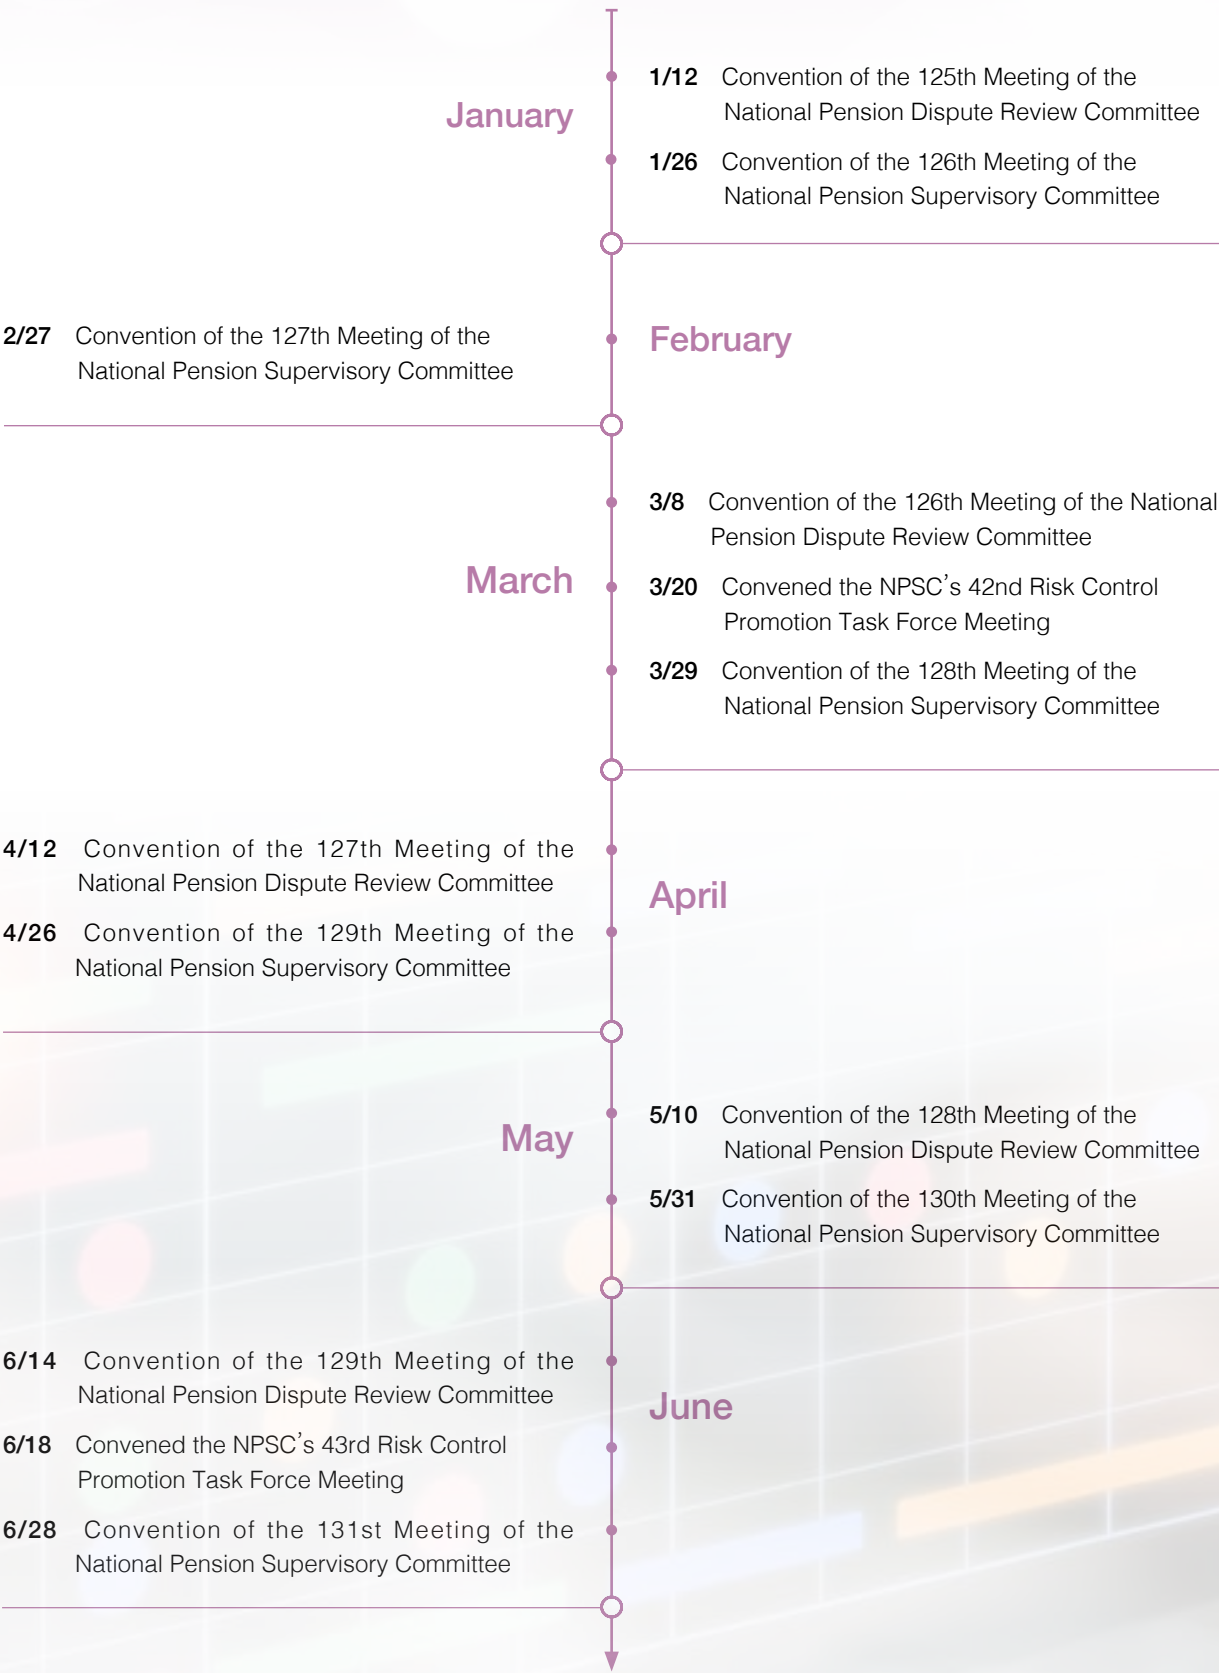 January
1/12 Convention of the 125th Meeting of the
National Pension Dispute Review Committee
1/26 Convention of the 126th Meeting of the
National Pension Supervisory Committee
February
2/27 Convention of the 127th Meeting of the
National Pension Supervisory Committee
March
3/8 Convention of the 126th Meeting of the National
Pension Dispute Review Committee
3/20 Convened the NPSC's 42nd Risk Control
Promotion Task Force Meeting
3/29 Convention of the 128th Meeting of the
National Pension Supervisory Committee
April
4/12 Convention of the 127th Meeting of the
National Pension Dispute Review Committee
4/26 Convention of the 129th Meeting of the
National Pension Supervisory Committee
May
5/10 Convention of the 128th Meeting of the
National Pension Dispute Review Committee
5/31 Convention of the 130th Meeting of the
National Pension Supervisory Committee
June
6/14 Convention of the 129th Meeting of the
National Pension Dispute Review Committee
6/18 Convened the NPSC's 43rd Risk Control
Promotion Task Force Meeting
6/28 Convention of the 131st Meeting of the
National Pension Supervisory Committee